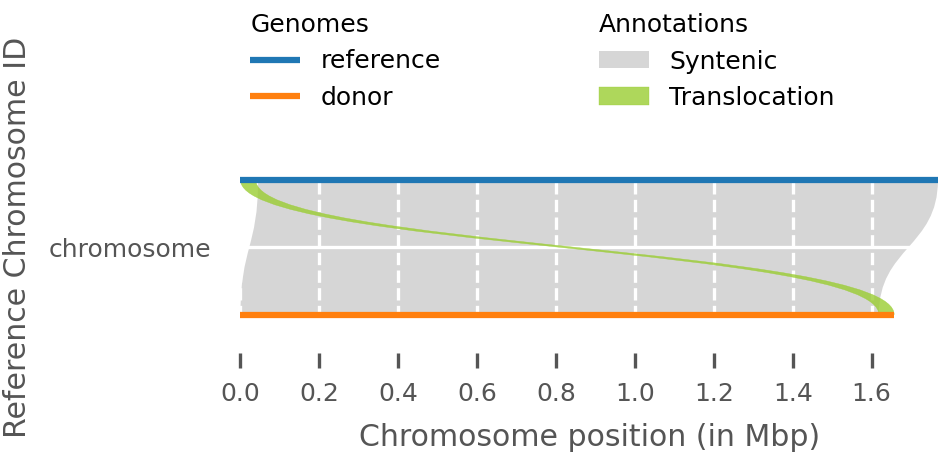 Genomes
reference
donor
Annotations
Syntenic
Translocation
Reference Chromosome ID
chromosome
0.0 0.2 0.4 0.6 0.8 1.0 1.2 1.4 1.6
Chromosome position (in Mbp)